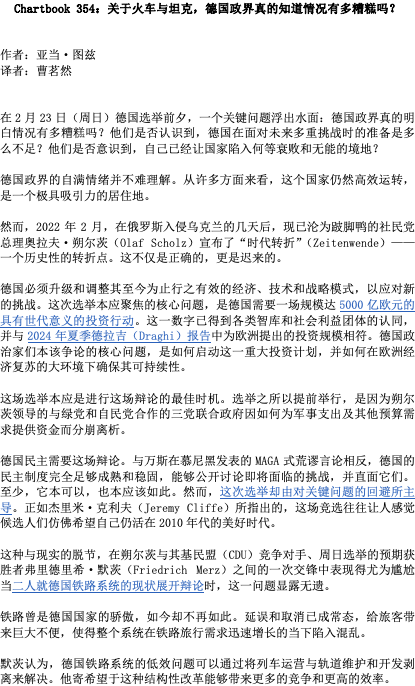 Chartbook 354: 关于火车与坦克，德国政界真的知道情况有多糟糕吗？
作者：亚当·图兹
译者：曹茗然
在 2 月 23 日（周日）德国选举前夕，一个关键问题浮出水面：德国政界真的明
白情况有多糟糕吗？他们是否认识到，德国在面对未来多重挑战时的准备是多
么不足？他们是否意识到，自己已经让国家陷入何等衰败和无能的境地？
德国政界的自满情绪并不难理解。从许多方面来看，这个国家仍然高效运转，
是一个极具吸引力的居住地。
然而，2022 年 2 月，在俄罗斯入侵乌克兰的几天后，现已沦为跛脚鸭的社民党
总理奥拉夫·朔尔茨（Olaf Scholz）宣布了“时代转折”（Zeitenwende）——
一个历史性的转折点。这不仅是正确的，更是迟来的。
德国必须升级和调整其至今为止行之有效的经济、技术和战略模式，以应对新
的挑战。这次选举本应聚焦的核心问题，是德国需要一场规模达 5000 亿欧元的
具有世代意义的投资行动。这一数字已得到各类智库和社会利益团体的认同，
并与 2024 年夏季德拉吉（Draghi）报告中为欧洲提出的投资规模相符。德国政
治家们本该争论的核心问题，是如何启动这一重大投资计划，并如何在欧洲经
济复苏的大环境下确保其可持续性。
这场选举本应是进行这场辩论的最佳时机。选举之所以提前举行，是因为朔尔
茨领导的与绿党和自民党合作的三党联合政府因如何为军事支出及其他预算需
求提供资金而分崩离析。
德国民主需要这场辩论。与万斯在慕尼黑发表的 MAGA 式荒谬言论相反，德国的
民主制度完全足够成熟和稳固，能够公开讨论即将面临的挑战，并直面它们。
至少，它本可以，也本应该如此。然而，这次选举却由对关键问题的回避所主
导。正如杰里米·克利夫（Jeremy Cliffe）所指出的，这场竞选往往让人感觉
候选人们仿佛希望自己仍活在 2010 年代的美好时代。
这种与现实的脱节，在朔尔茨与其基民盟（CDU）竞争对手、周日选举的预期获
胜者弗里德里希·默茨（Friedrich Merz）之间的一次交锋中表现得尤为尴尬
当二人就德国铁路系统的现状展开辩论时，这一问题显露无遗。
铁路曾是德国国家的骄傲，如今却不再如此。延误和取消已成常态，给旅客带
来巨大不便，使得整个系统在铁路旅行需求迅速增长的当下陷入混乱。
默茨认为，德国铁路系统的低效问题可以通过将列车运营与轨道维护和开发剥
离来解决。他寄希望于这种结构性改革能够带来更多的竞争和更高的效率。